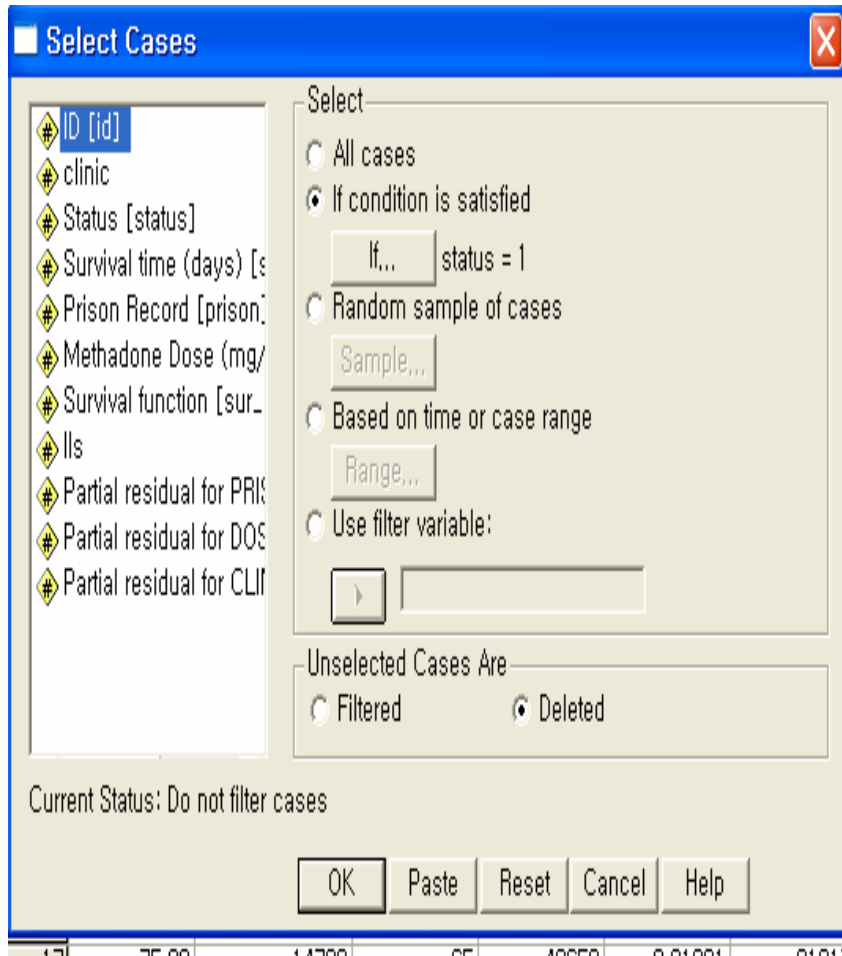 Select Cases
ID [id]
clinic
Status [status]
Survival time (days) [s
Prison Record [prison]
Methadone Dose (mg/
Survival function [sur_
lls
Partial residual for PRIS
Partial residual for DOS
Partial residual for CLIN
Select
All cases
If condition is satisfied
If... status = 1
Random sample of cases
Sample...
Based on time or case range
Range...
Use filter variable:
Unselected Cases Are
Filtered Deleted
Current Status: Do not filter cases
OK Paste Reset Cancel Help